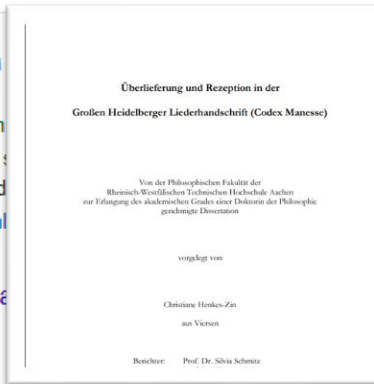 Überlieferung und Rezeption in der
Großen Heidelberger Liederhandschrift (Codex Manesse)
Von der Philosophischen Fakultät der
Rheinisch-Westfälischen Technischen Hochschule Aachen
zur Erlangung des akademischen Grades einer Doktorin der Philosophie
genehmigte Dissertation
vorgelegt von
Christiane Henkes-Zin
aus Viersen
Berichter: Prof. Dr. Silvia Schmitz